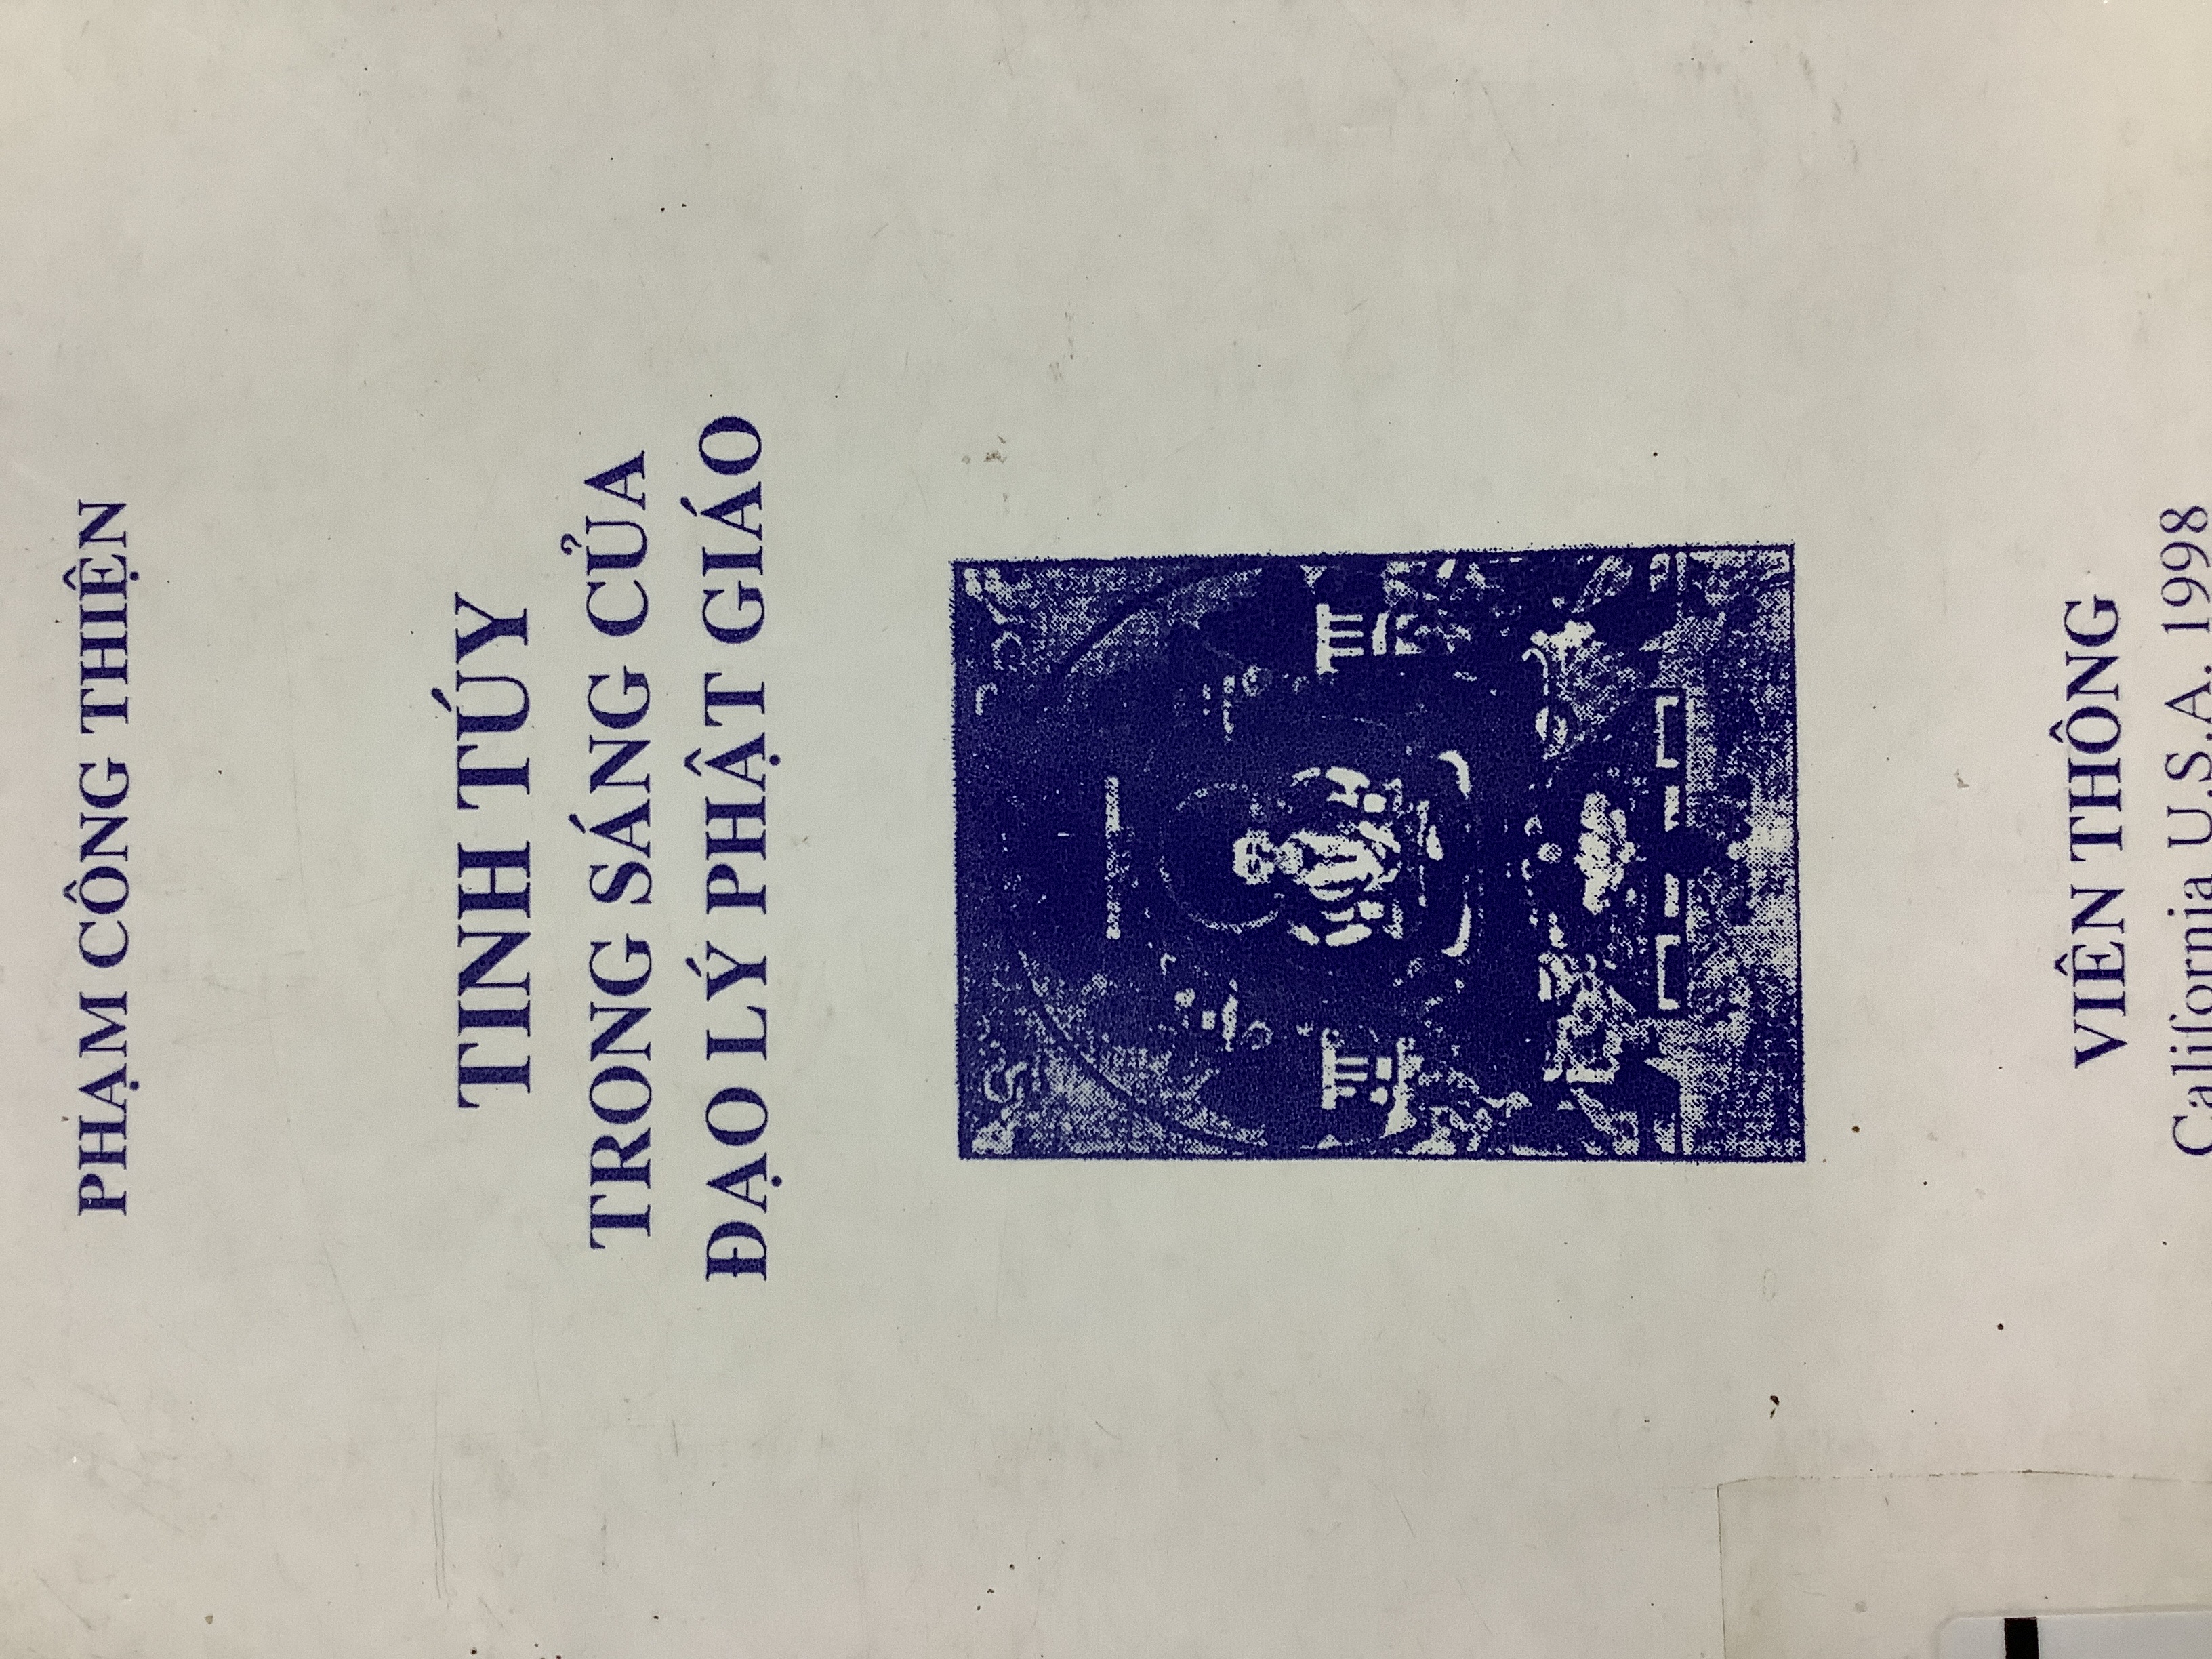 PHẠM CÔNG THIỆN
TINH TÚY
TRONG SÁNG CỦA
ĐẠO LÝ PHẬT GIÁO
VIÊN THÔNG
California U.S.A. 1998